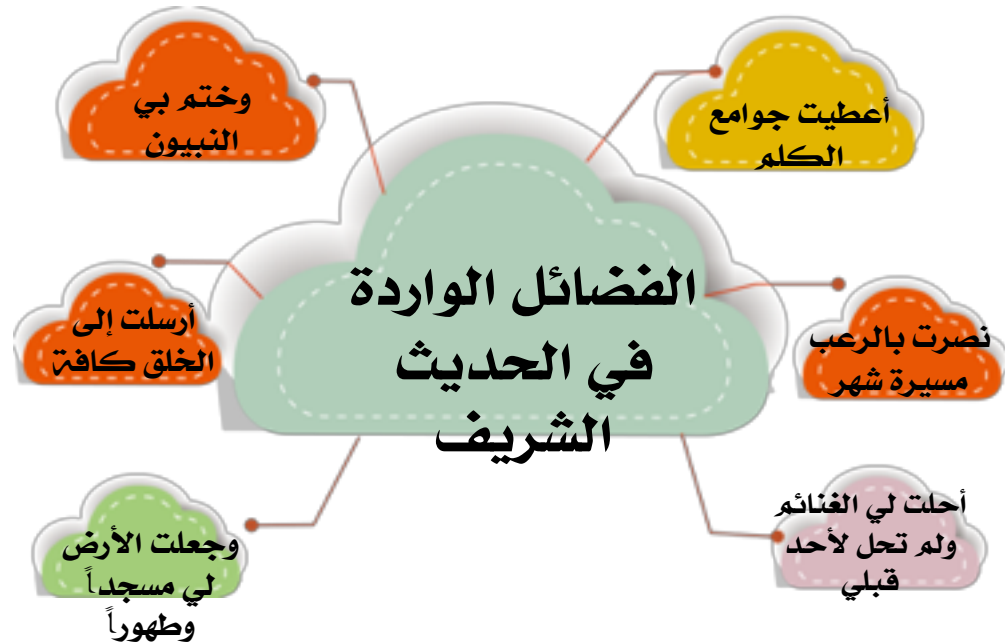 الفضائل الواردة
في الحديث
الشريف
أعطيت جوامع
الكلم
نصرت بالرعب
مسيرة شهر
أحلت لي الغنائم
ولم تحل لأحد
قبلي
وجعلت الأرض
لي مسجداً
وطهوراً
أرسلت إلى
الخلق كافة
وختم بي
النبيون